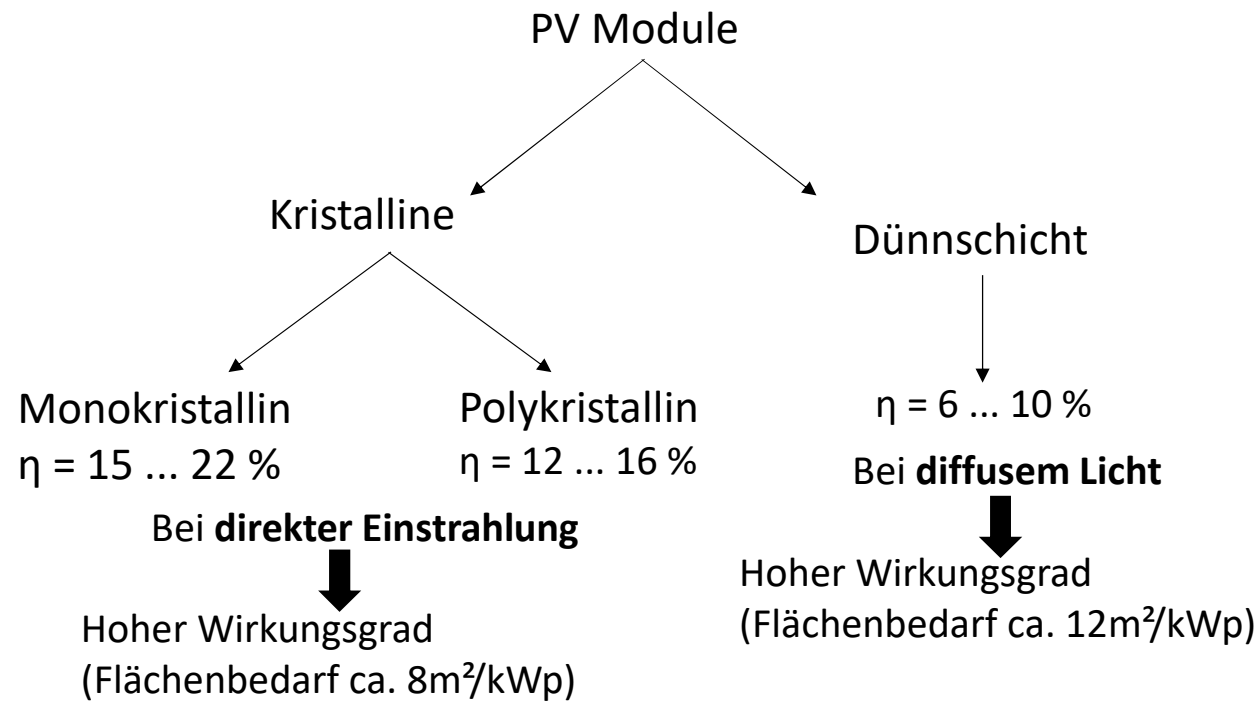 PV Module
Kristalline
Dünnschicht
Monokristallin
η = 15 ... 22 %
Polykristallin
η = 12 ... 16 %
η = 6 ... 10 %
Bei direkter Einstrahlung
Bei diffusem Licht
Hoher Wirkungsgrad
(Flächenbedarf ca. 8m²/kWp)
Hoher Wirkungsgrad
(Flächenbedarf ca. 12m²/kWp)